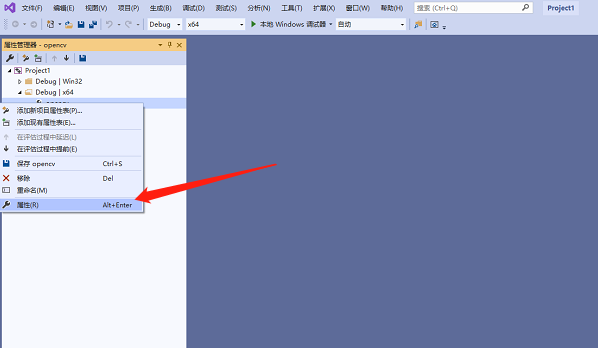 文件(F) 编辑(E) 视图(V) 项目(P) 生成(B) 调试(D) 测试(S) 分析(N) 工具(T) 扩展(X) 窗口(W) 帮助(H) 搜索 (Ctrl+Q) Project1
Debug x64 本地 Windows 调试器 自动
属性管理器 - opencv
Project1
Debug | Win32
Debug | x64
添加新项目属性表(P)...
添加现有属性表(E)...
在评估过程中延迟(L)
在评估过程中提前(E)
保存 opencv Ctrl+S
移除 Del
重命名(M)
属性(R) Alt+Enter